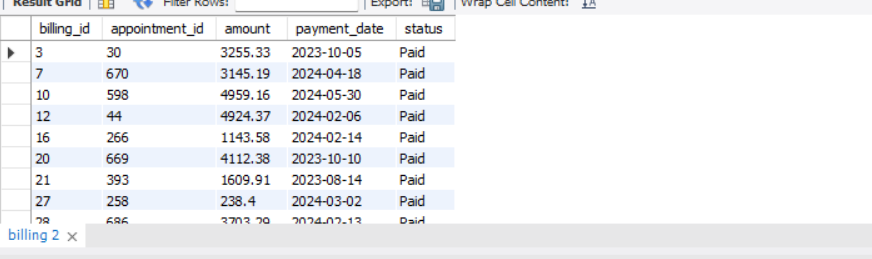 Result Grid Filter Rows: Export: Wrap Cell Content:
billing_id appointment_id amount payment_date status
3 30 3255.33 2023-10-05 Paid
7 670 3145.19 2024-04-18 Paid
10 598 4959.16 2024-05-30 Paid
12 44 4924.37 2024-02-06 Paid
16 266 1143.58 2024-02-14 Paid
20 669 4112.38 2023-10-10 Paid
21 393 1609.91 2023-08-14 Paid
27 258 238.4 2024-03-02 Paid
28 686 3703.29 2024-02-13 Paid
billing 2